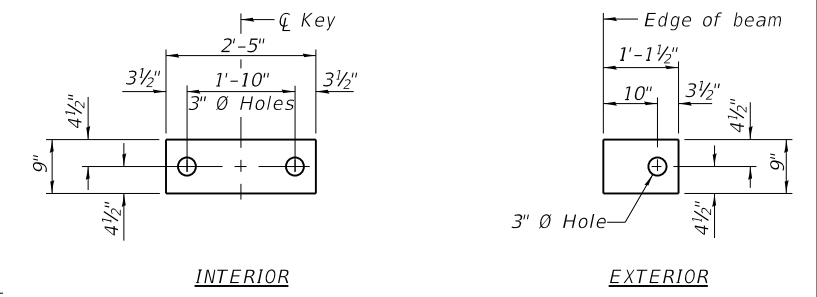 ℄ Key
2'-5"
3½"
1'-10"
3½"
3" Ø Holes
4½"
9"
4½"
INTERIOR
Edge of beam
1'-1½"
10"
3½"
4½"
9"
4½"
3" Ø Hole
EXTERIOR